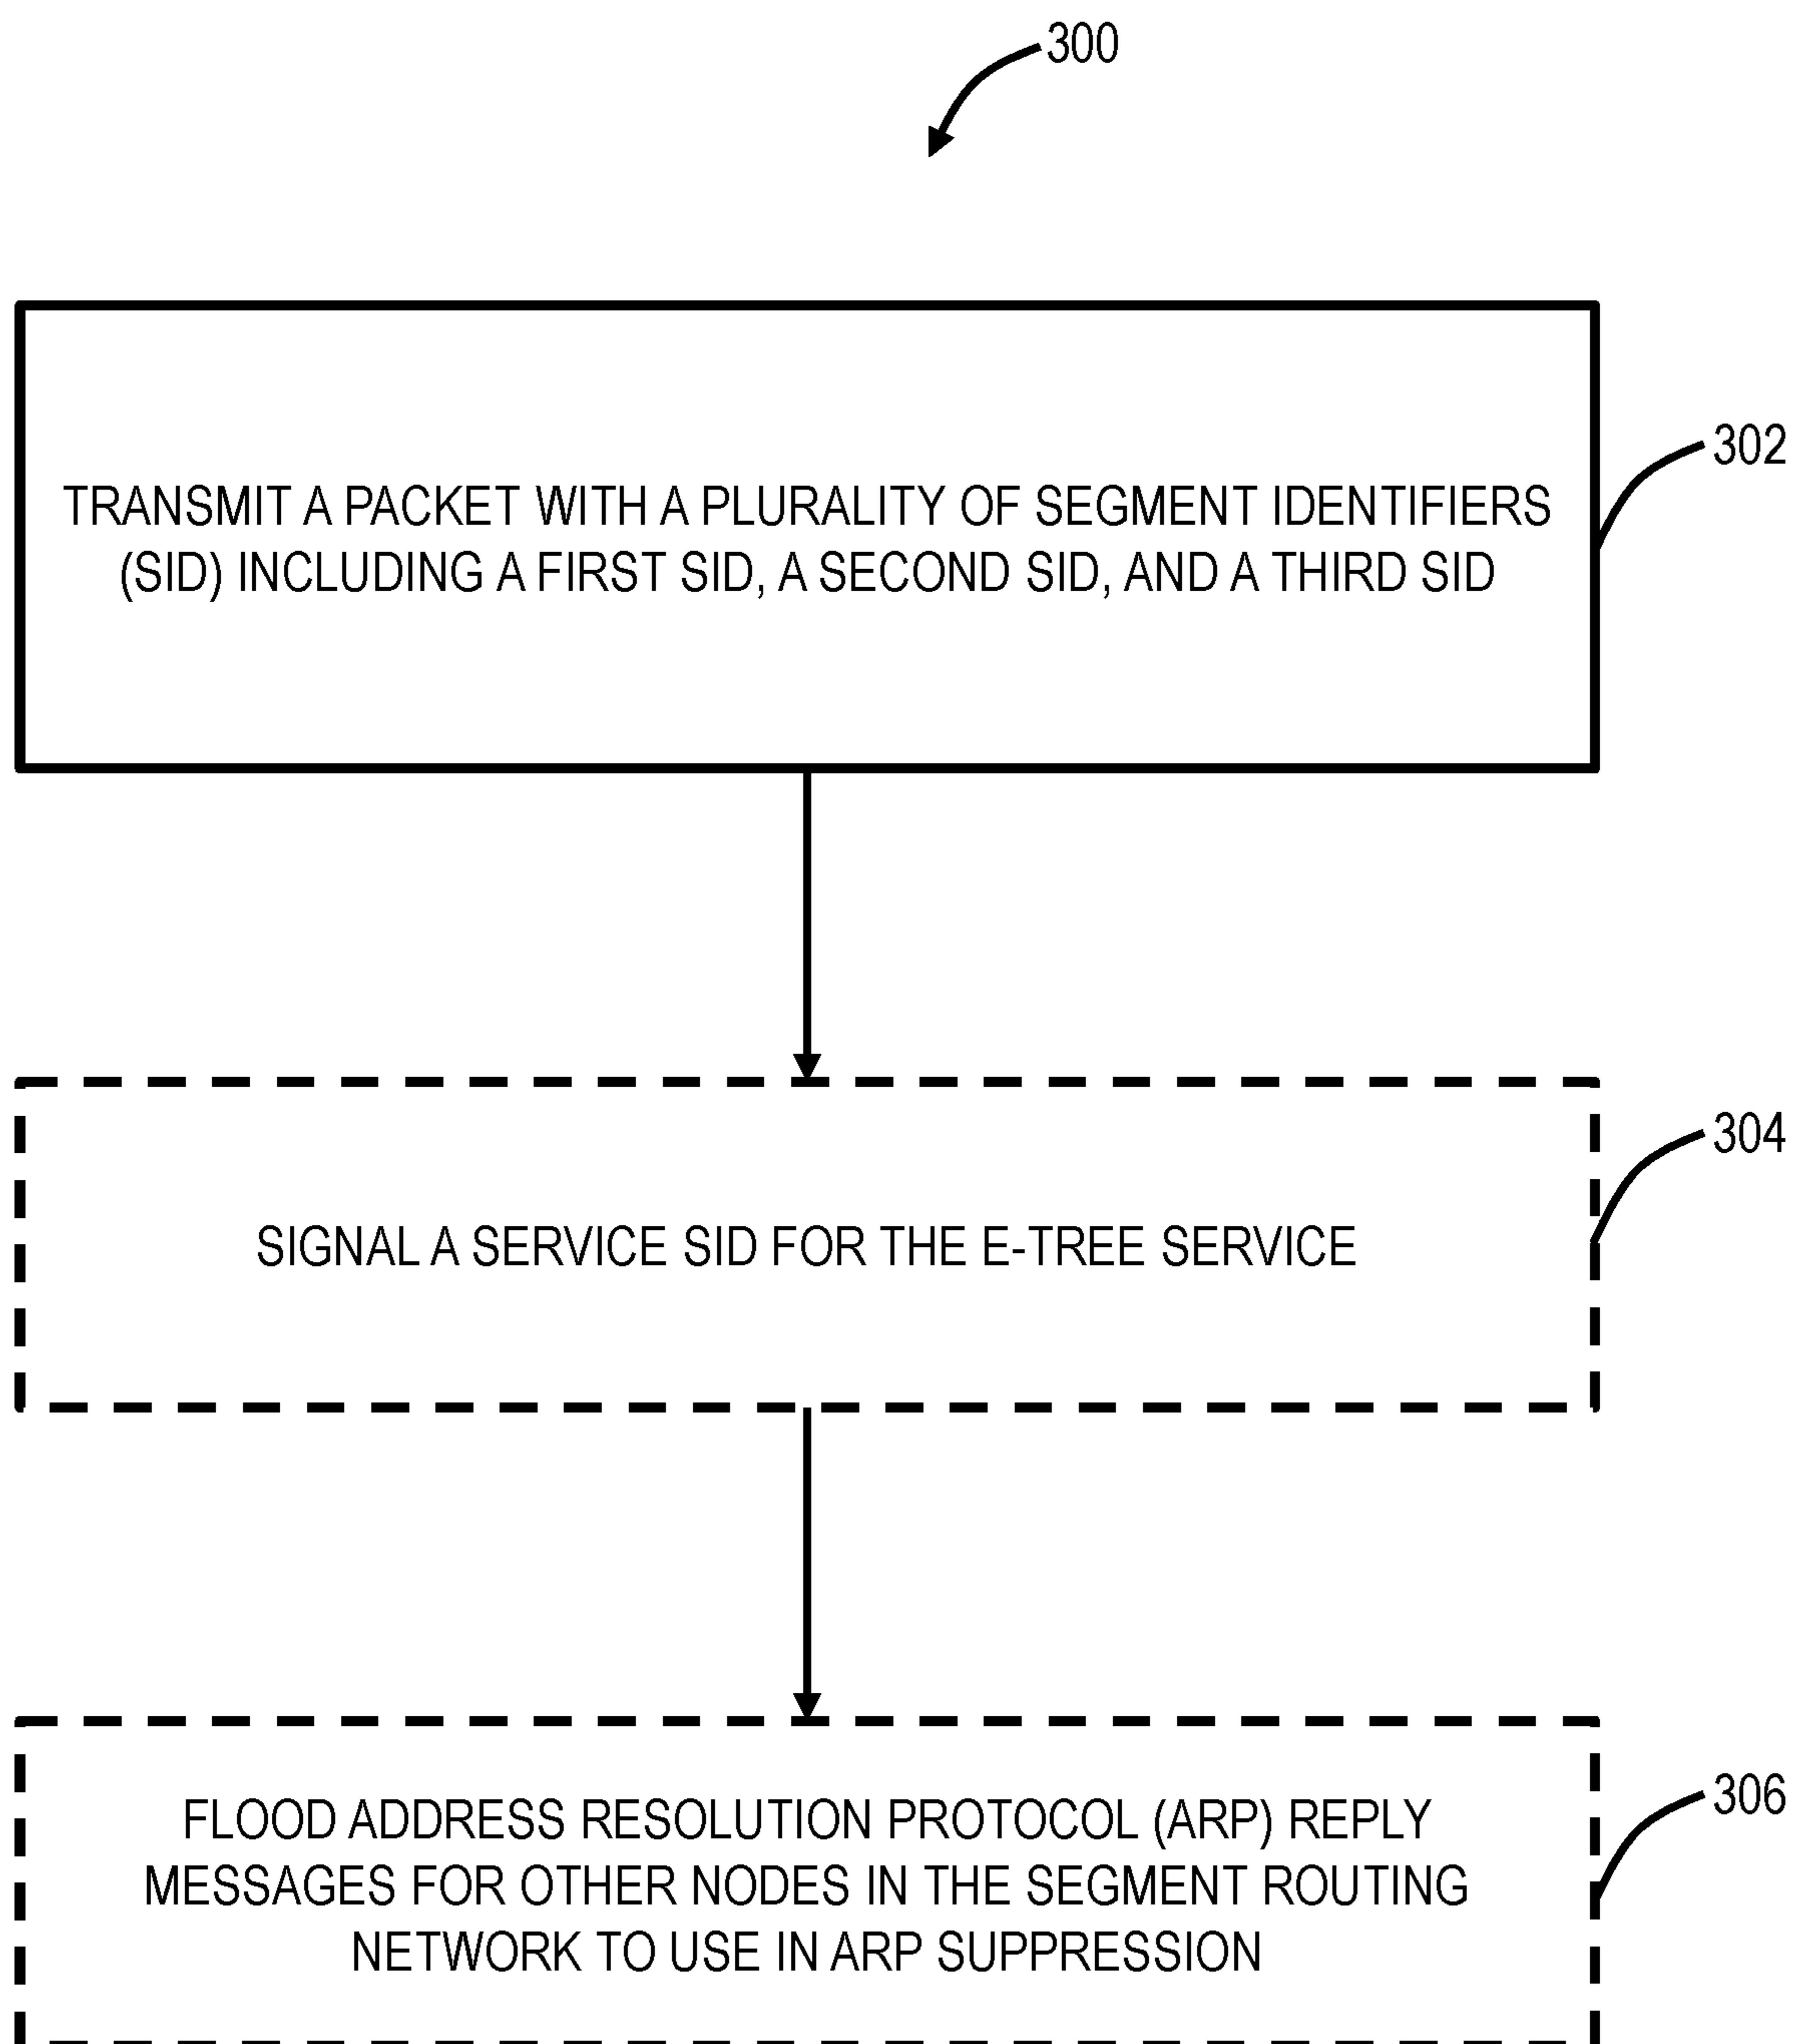 300
TRANSMIT A PACKET WITH A PLURALITY OF SEGMENT IDENTIFIERS
(SID) INCLUDING A FIRST SID, A SECOND SID, AND A THIRD SID
302
SIGNAL A SERVICE SID FOR THE E-TREE SERVICE
304
FLOOD ADDRESS RESOLUTION PROTOCOL (ARP) REPLY
MESSAGES FOR OTHER NODES IN THE SEGMENT ROUTING
NETWORK TO USE IN ARP SUPPRESSION
306